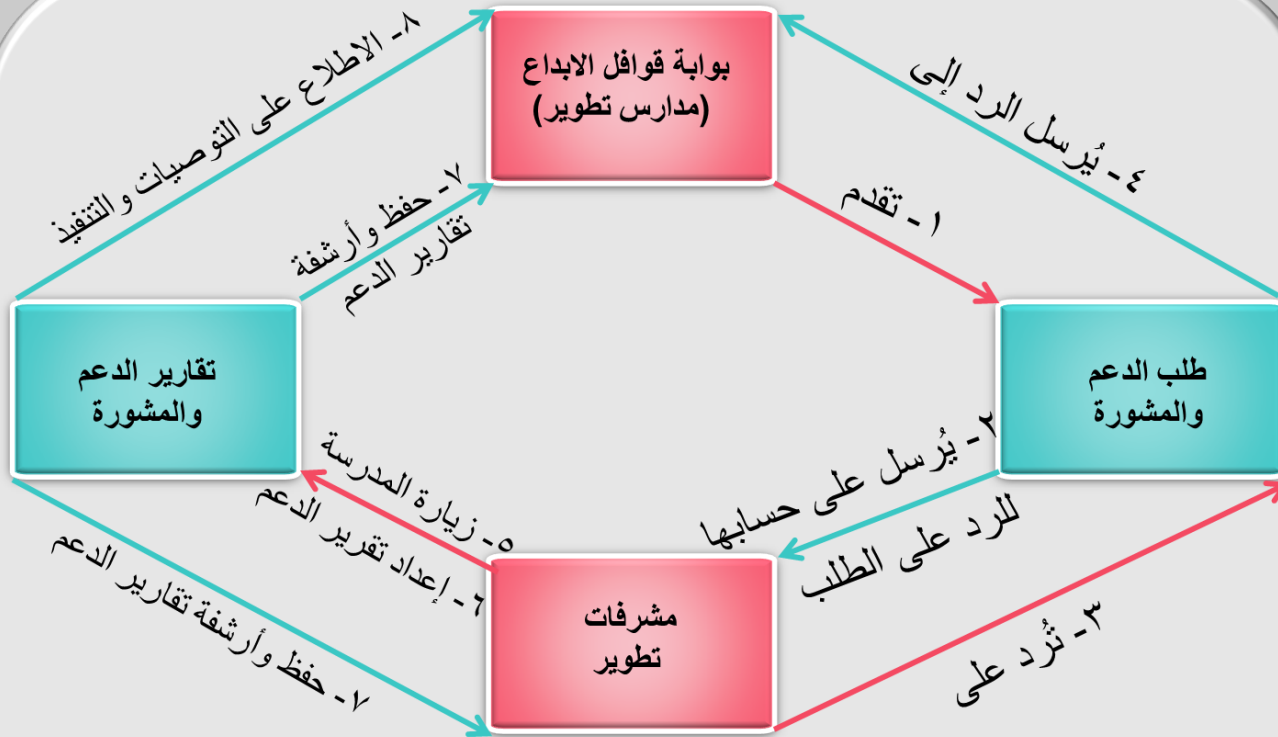 بوابة قوافل الابداع
(مدارس تطوير)
٨- الاطلاع على التوصيات والتنفيذ
٧- حفظ وأرشفة
تقارير الدعم
٤- يُرسل الرد إلى
١- تقدم
طلب الدعم
والمشورة
تقارير الدعم
والمشورة
٢- يُرسل على حسابها
للرد على الطلب
٥- زيارة المدرسة
٦- إعداد تقرير الدعم
مشرفات
تطوير
٣- تُرد على
٧- حفظ وأرشفة تقارير الدعم